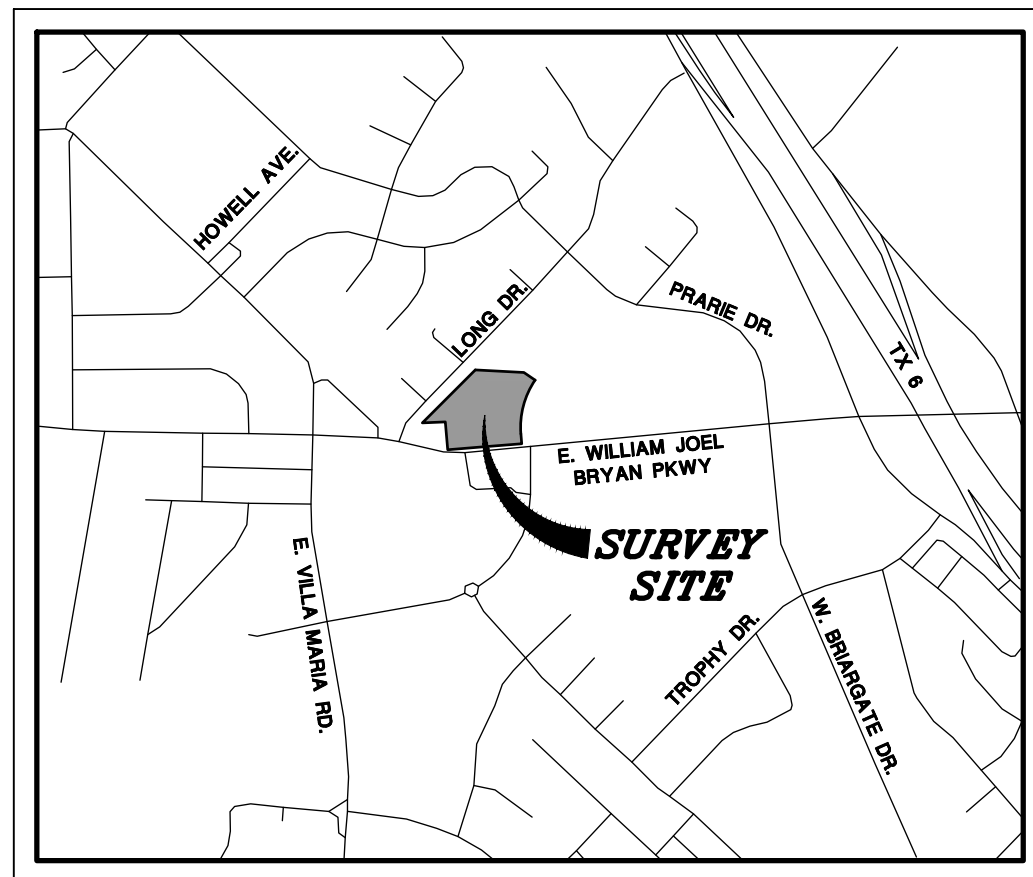 HOWELL AVE.
LONG DR.
PRARIE DR.
TX 6
E. WILLIAM JOEL
BRYAN PKWY
SURVEY
SITE
E. VILLA MARIA RD.
TROPHY DR.
W. BRIARGATE DR.